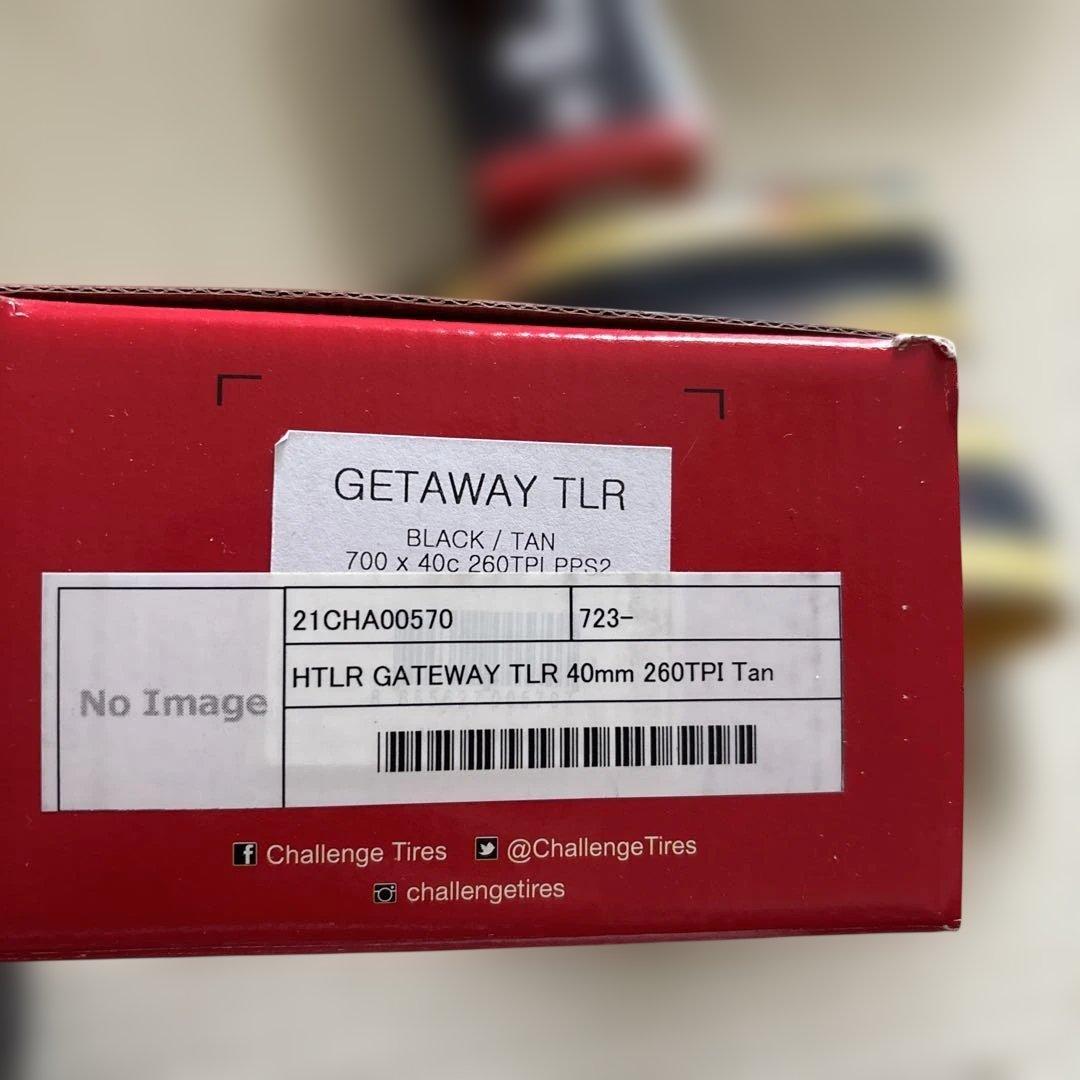 GETAWAY TLR
BLACK / TAN
700 x 40c 260TPI PPS2
21CHA00570 723-
HTLR GATEWAY TLR 40mm 260TPI Tan
No Image
Challenge Tires @ChallengeTires
challengetires